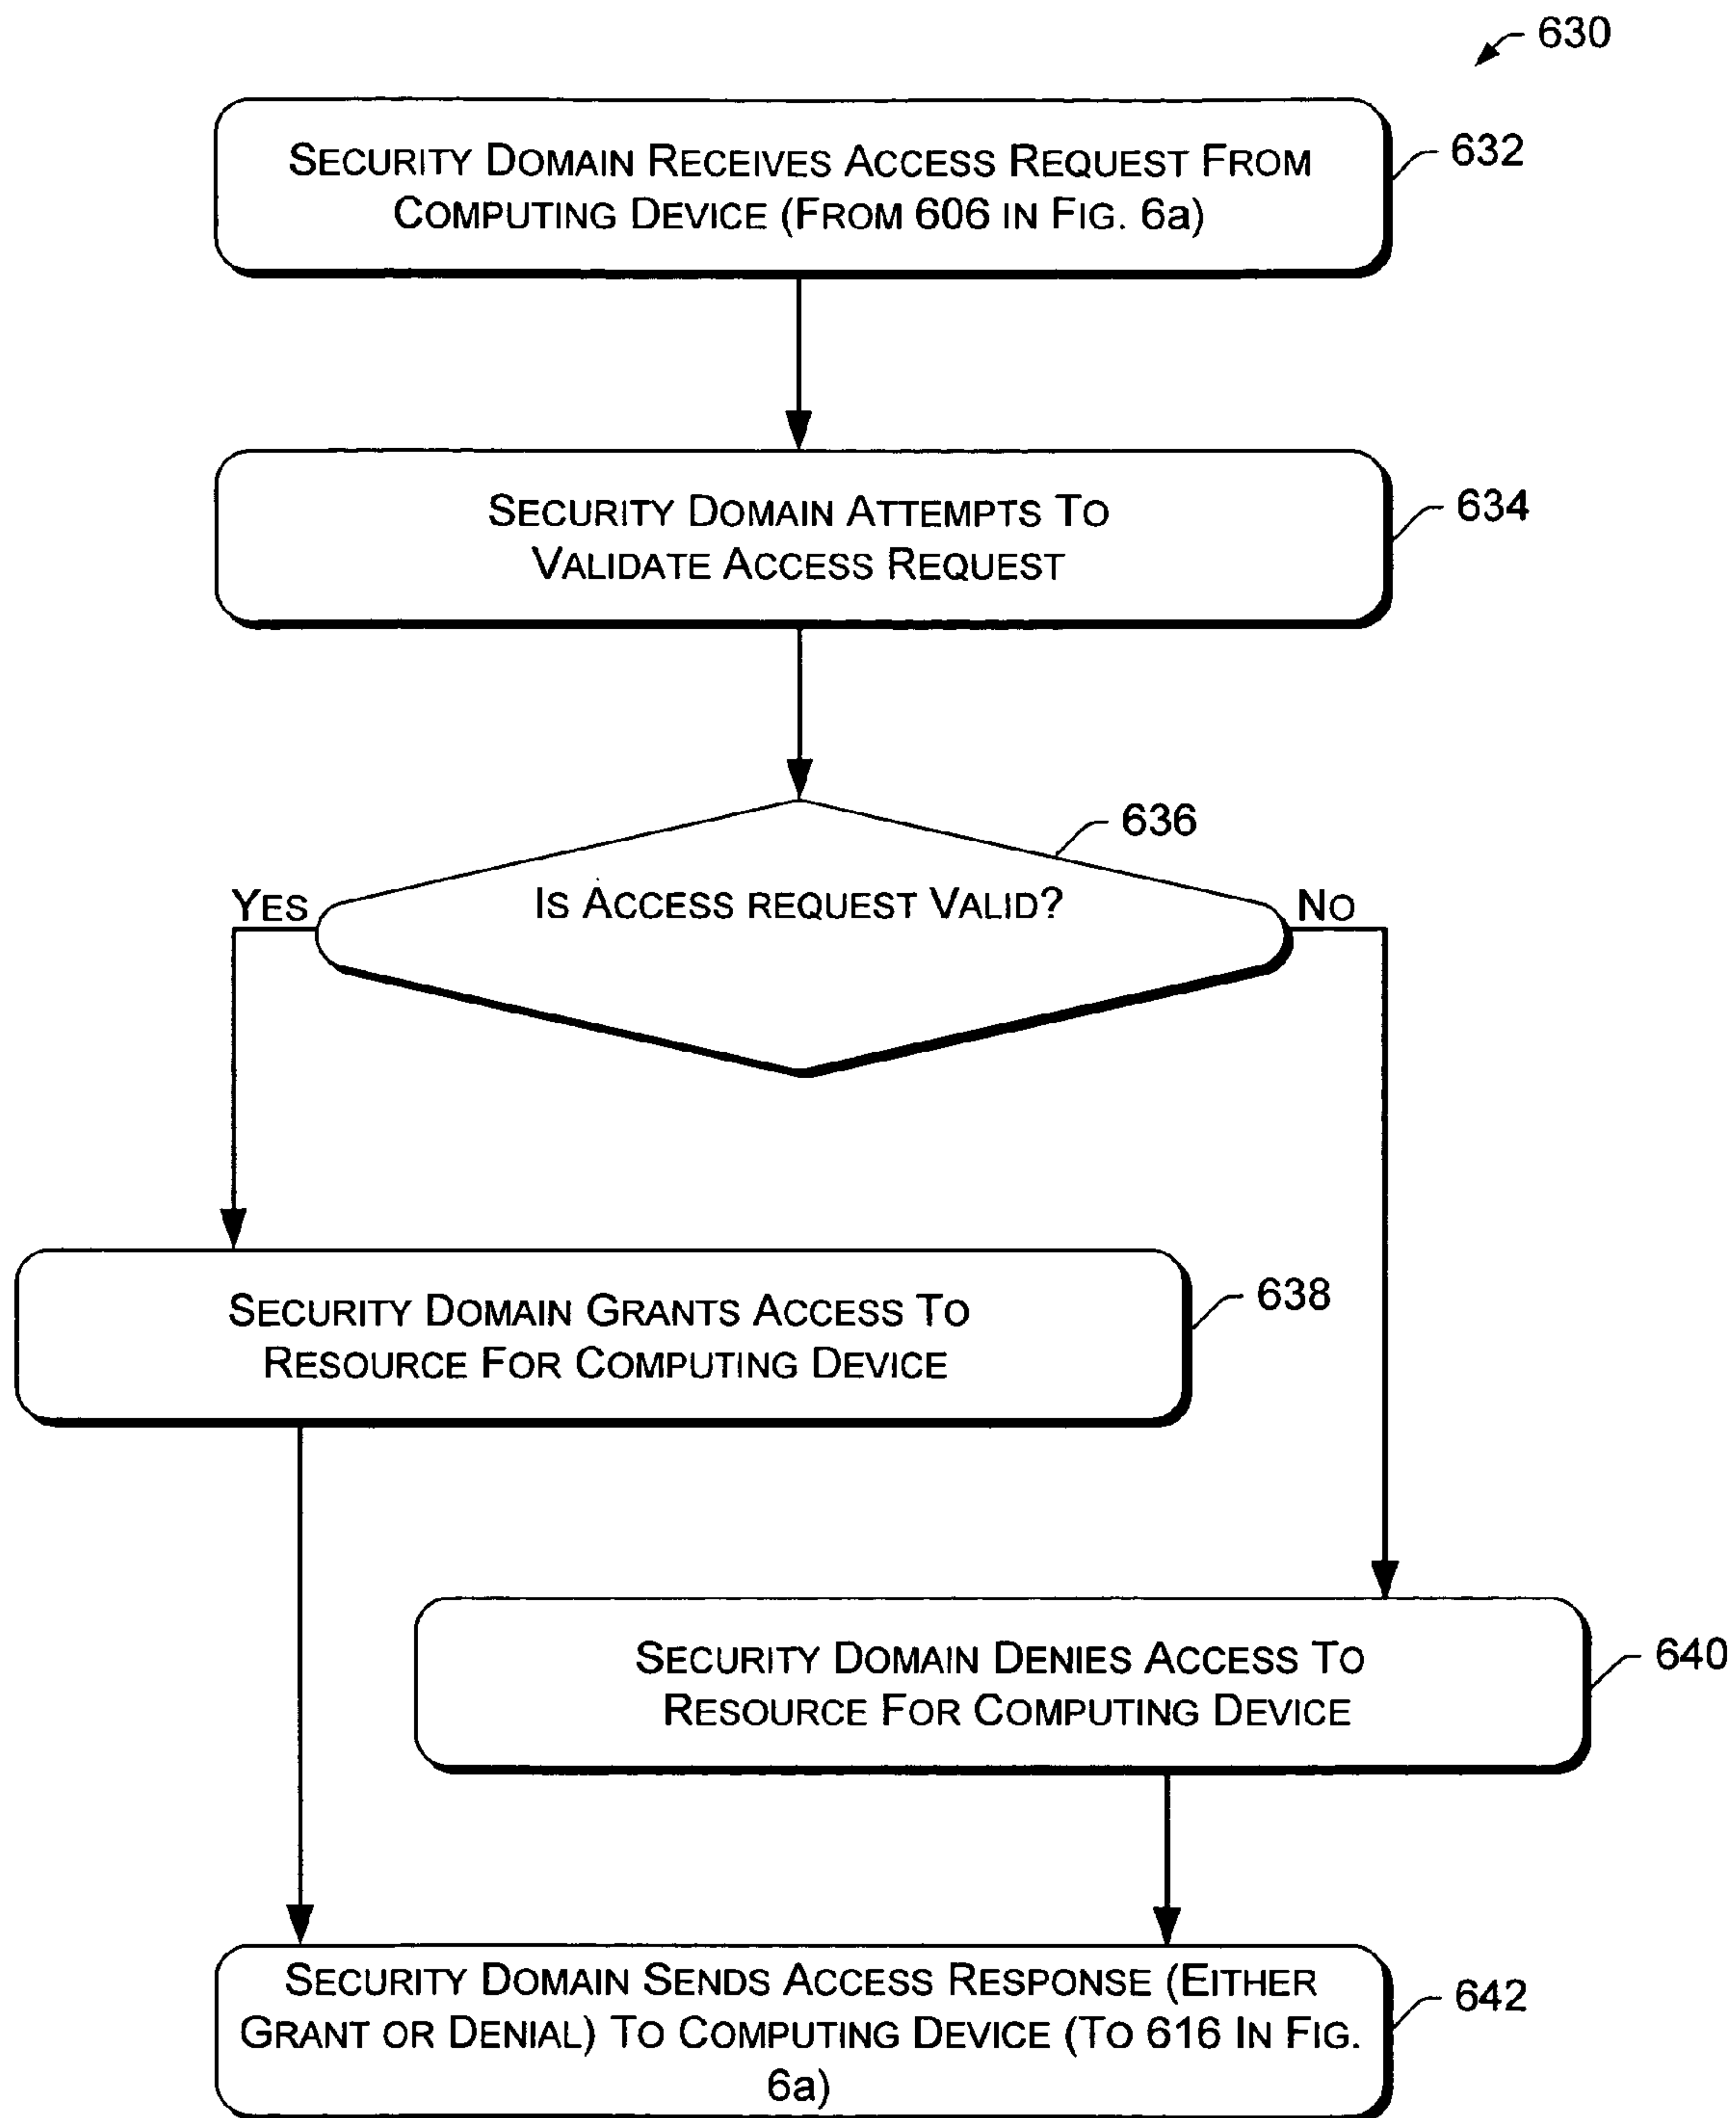 630
SECURITY DOMAIN RECEIVES ACCESS REQUEST FROM
COMPUTING DEVICE (FROM 606 IN FIG. 6a)
632
SECURITY DOMAIN ATTEMPTS TO
VALIDATE ACCESS REQUEST
634
636
IS ACCESS REQUEST VALID?
YES
NO
SECURITY DOMAIN GRANTS ACCESS TO
RESOURCE FOR COMPUTING DEVICE
638
SECURITY DOMAIN DENIES ACCESS TO
RESOURCE FOR COMPUTING DEVICE
640
SECURITY DOMAIN SENDS ACCESS RESPONSE (EITHER
GRANT OR DENIAL) TO COMPUTING DEVICE (TO 616 IN FIG.
6a)
642